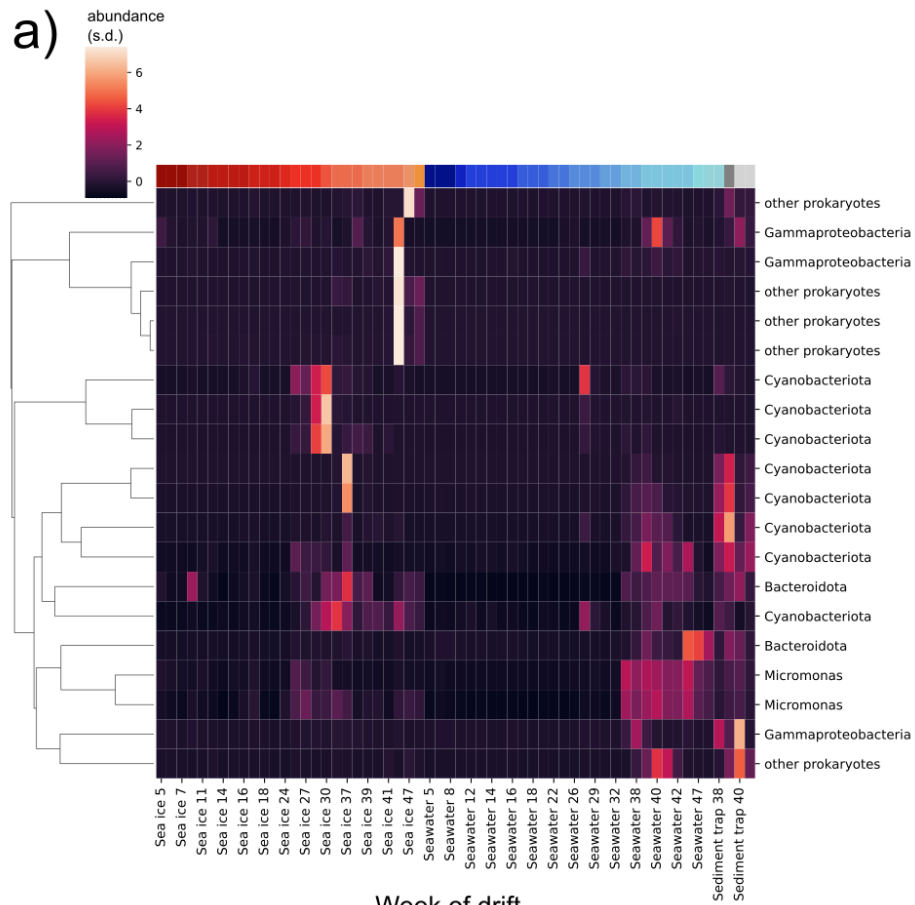 a)
abundance
(s.d.)
6
4
2
0
other prokaryotes
Gammaproteobacteria
Gammaproteobacteria
other prokaryotes
other prokaryotes
other prokaryotes
Cyanobacteriota
Cyanobacteriota
Cyanobacteriota
Cyanobacteriota
Cyanobacteriota
Cyanobacteriota
Cyanobacteriota
Bacteroidota
Cyanobacteriota
Bacteroidota
Micromonas
Micromonas
Gammaproteobacteria
other prokaryotes
Sea ice 5
Sea ice 7
Sea ice 11
Sea ice 14
Sea ice 16
Sea ice 18
Sea ice 24
Sea ice 27
Sea ice 30
Sea ice 37
Sea ice 39
Sea ice 41
Sea ice 47
Seawater 5
Seawater 8
Seawater 12
Seawater 14
Seawater 16
Seawater 18
Seawater 22
Seawater 26
Seawater 29
Seawater 32
Seawater 38
Seawater 40
Seawater 42
Seawater 47
Sediment trap 38
Sediment trap 40
Week of drift